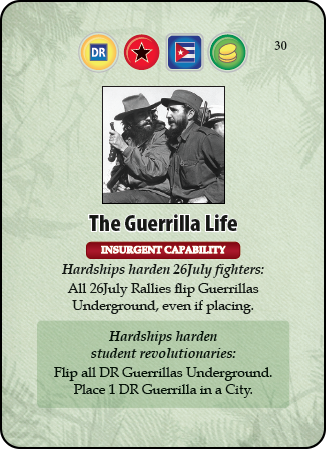 DR
30
The Guerrilla Life
INSURGENT CAPABILITY
Hardships harden 26July fighters:
All 26July Rallies flip Guerrillas
Underground, even if placing.
Hardships harden
student revolutionaries:
Flip all DR Guerrillas Underground.
Place 1 DR Guerrilla in a City.